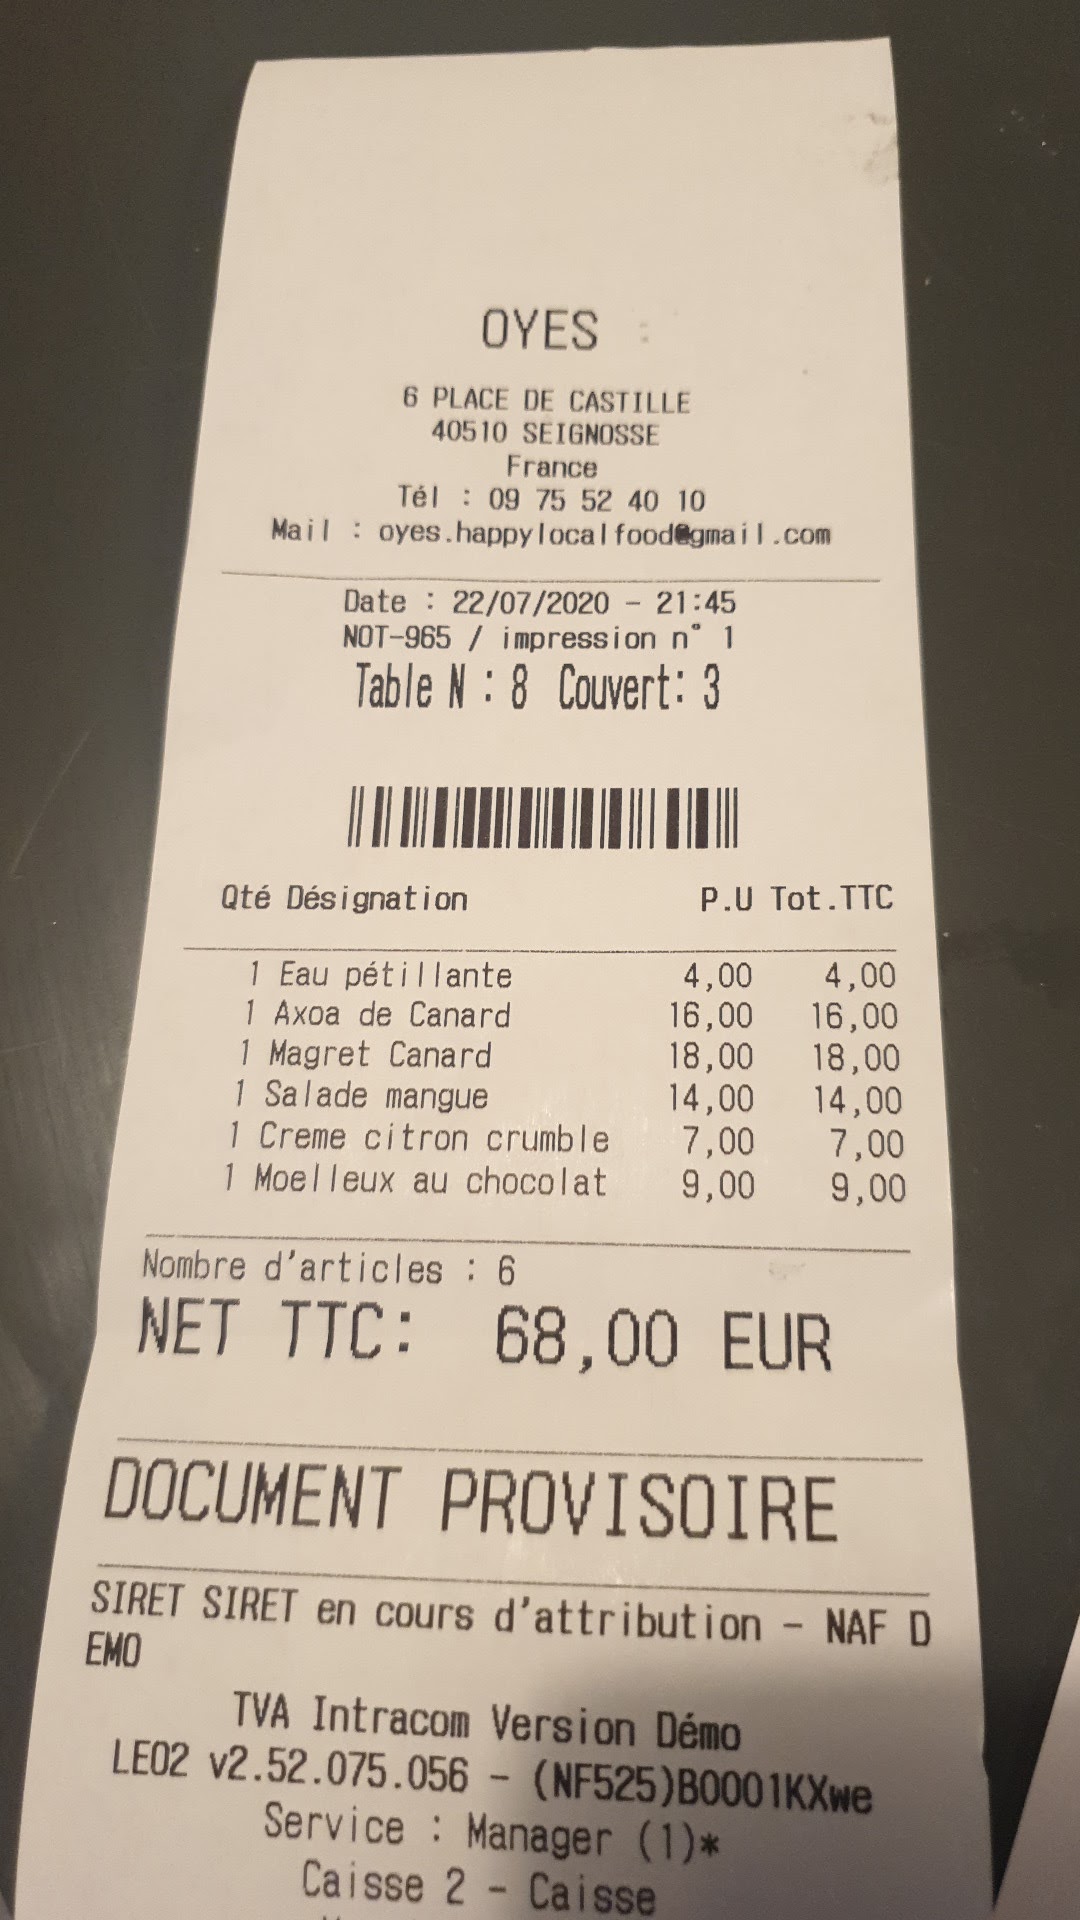 OYES
6 PLACE DE CASTILLE
40510 SEIGNOSSE
France
Tél : 09 75 52 40 10
Mail : oyes.happylocalfood@gmail.com
Date : 22/07/2020 - 21:45
NOT-965 / impression n° 1
Table N : 8 Couvert: 3
Qté Désignation P.U Tot.TTC
1 Eau pétillante 4,00 4,00
1 Axoa de Canard 16,00 16,00
1 Magret Canard 18,00 18,00
1 Salade mangue 14,00 14,00
1 Creme citron crumble 7,00 7,00
1 Moelleux au chocolat 9,00 9,00
Nombre d'articles : 6
NET TTC: 68,00 EUR
DOCUMENT PROVISOIRE
SIRET SIRET en cours d'attribution - NAF D
EMO
TVA Intracom Version Démo
LEO2 v2.52.075.056 - (NF525)B0001KXwe
Service : Manager (1)*
Caisse 2 - Caisse